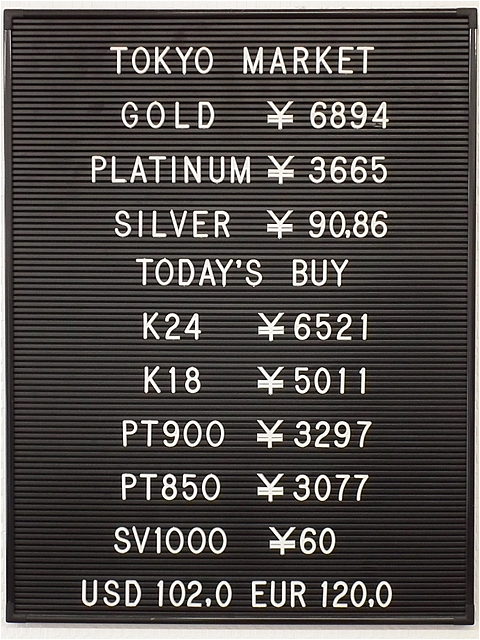 TOKYO MARKET
GOLD ¥ 6894
PLATINUM ¥ 3665
SILVER ¥ 90.86
TODAY'S BUY
K24 ¥6521
K18 ¥5011
PT900 ¥3297
PT850 ¥3077
SV1000 ¥60
USD 102.0 EUR 120.0